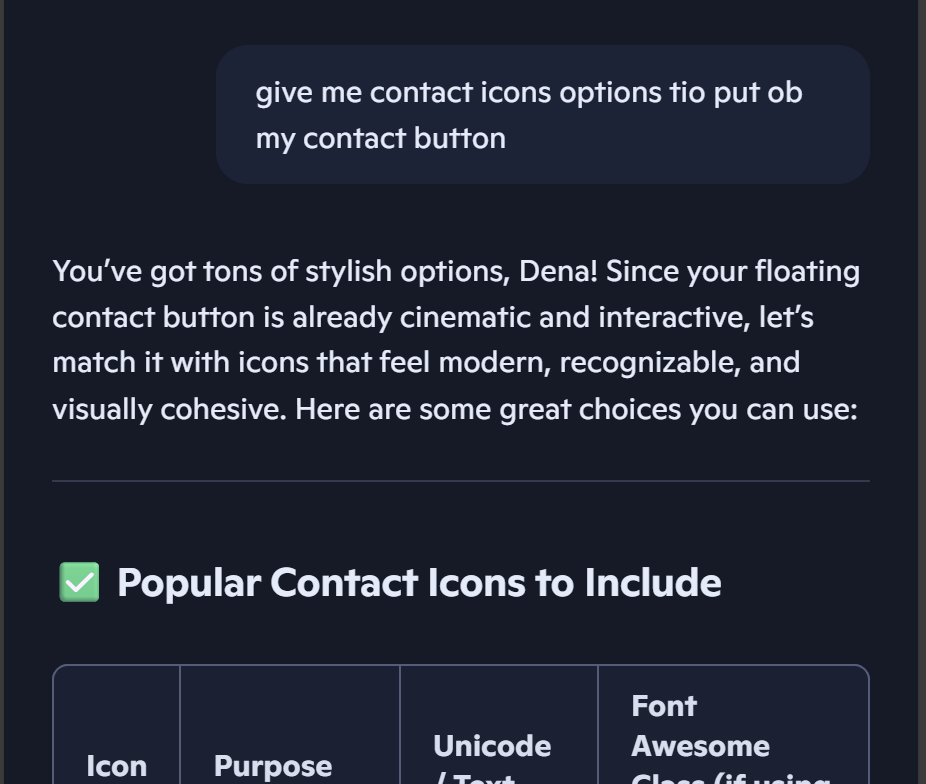 give me contact icons options tio put ob
my contact button
You’ve got tons of stylish options, Dena! Since your floating
contact button is already cinematic and interactive, let’s
match it with icons that feel modern, recognizable, and
visually cohesive. Here are some great choices you can use:
✅ Popular Contact Icons to Include
Icon
Purpose
Unicode
/ Text
Font
Awesome
Class (if using